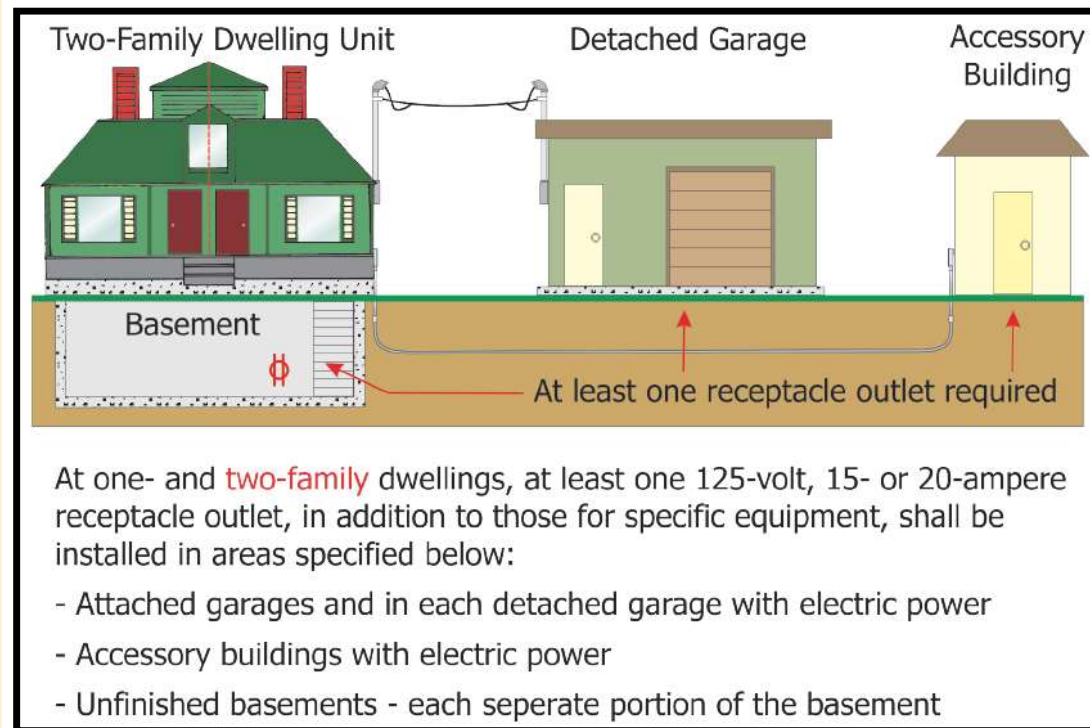 Two-Family Dwelling Unit
Detached Garage
Accessory
Building
Basement
At least one receptacle outlet required
At one- and two-family dwellings, at least one 125-volt, 15- or 20-ampere
receptacle outlet, in addition to those for specific equipment, shall be
installed in areas specified below:
- Attached garages and in each detached garage with electric power
- Accessory buildings with electric power
- Unfinished basements - each seperate portion of the basement